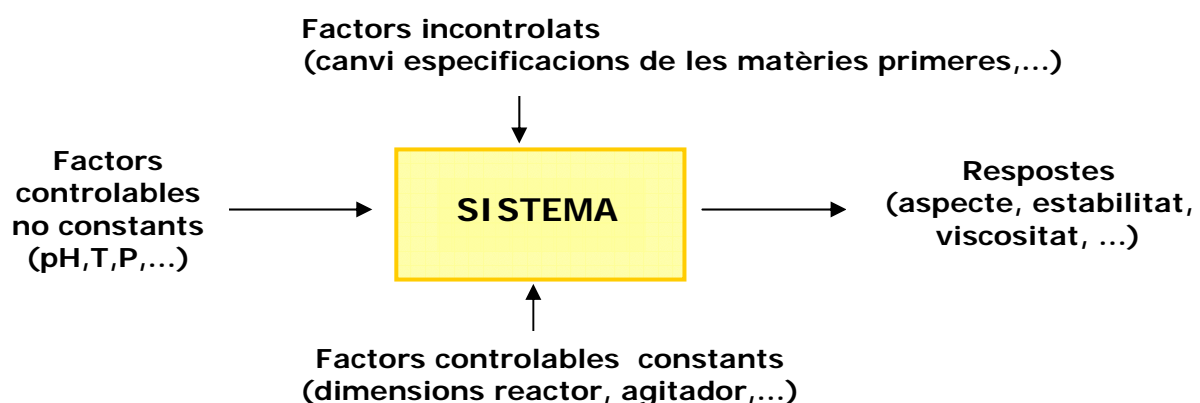 Factors incontrolats
(canvi especificacions de les matèries primeres,...)
Factors
controlables
no constants
(pH,T,P,...)
SISTEMA
Respostes
(aspecte, estabilitat,
viscositat, ...)
Factors controlables constants
(dimensions reactor, agitador,...)